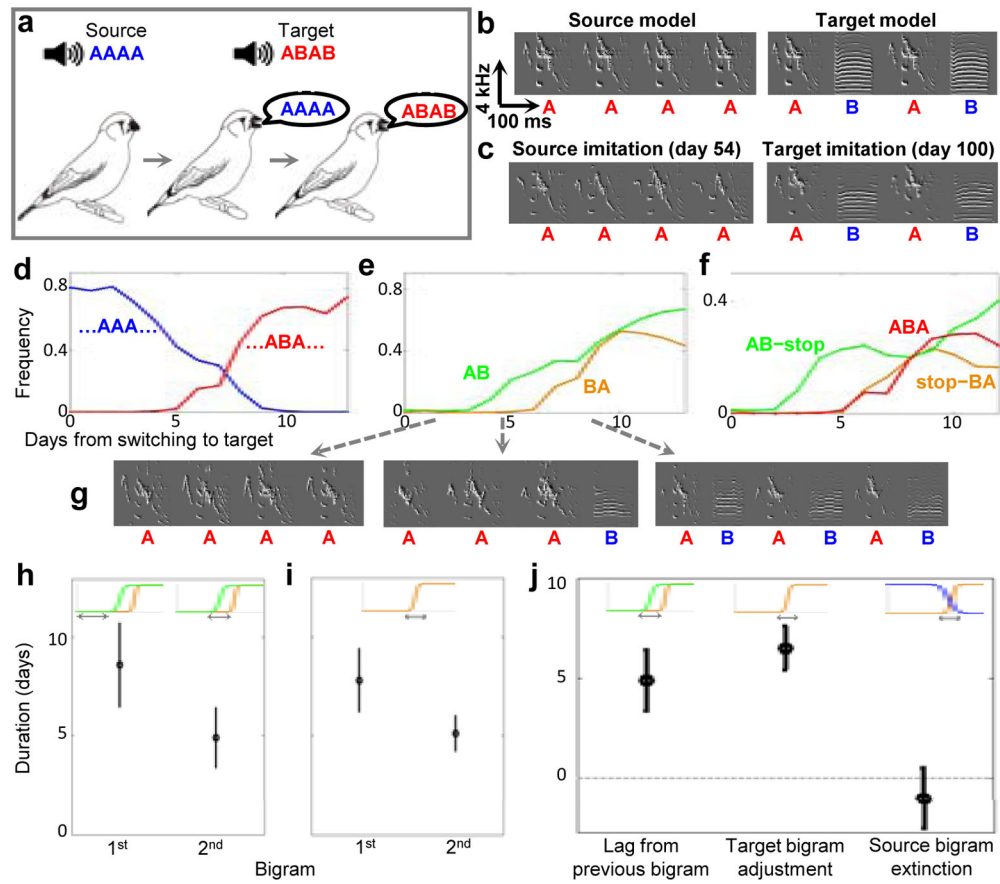 a
Source
AAAA
Target
ABAB
AAAA
ABAB
b
Source model
Target model
4 kHz
100 ms
A A A A
A B A B
c
Source imitation (day 54)
Target imitation (day 100)
A A A A
A B A B
d
Frequency
0.8
0.4
0
0 5 10
...AAA...
...ABA...
Days from switching to target
e
0.8
0.4
0
0 5 10
AB
BA
f
0.4
0
0 5 10
AB-stop
ABA
stop-BA
g
A A A A
A A A B
A B A B A B
h
Duration (days)
10
5
0
1st 2nd
i
1st 2nd
Bigram
j
10
5
0
Lag from previous bigram
Target bigram adjustment
Source bigram extinction